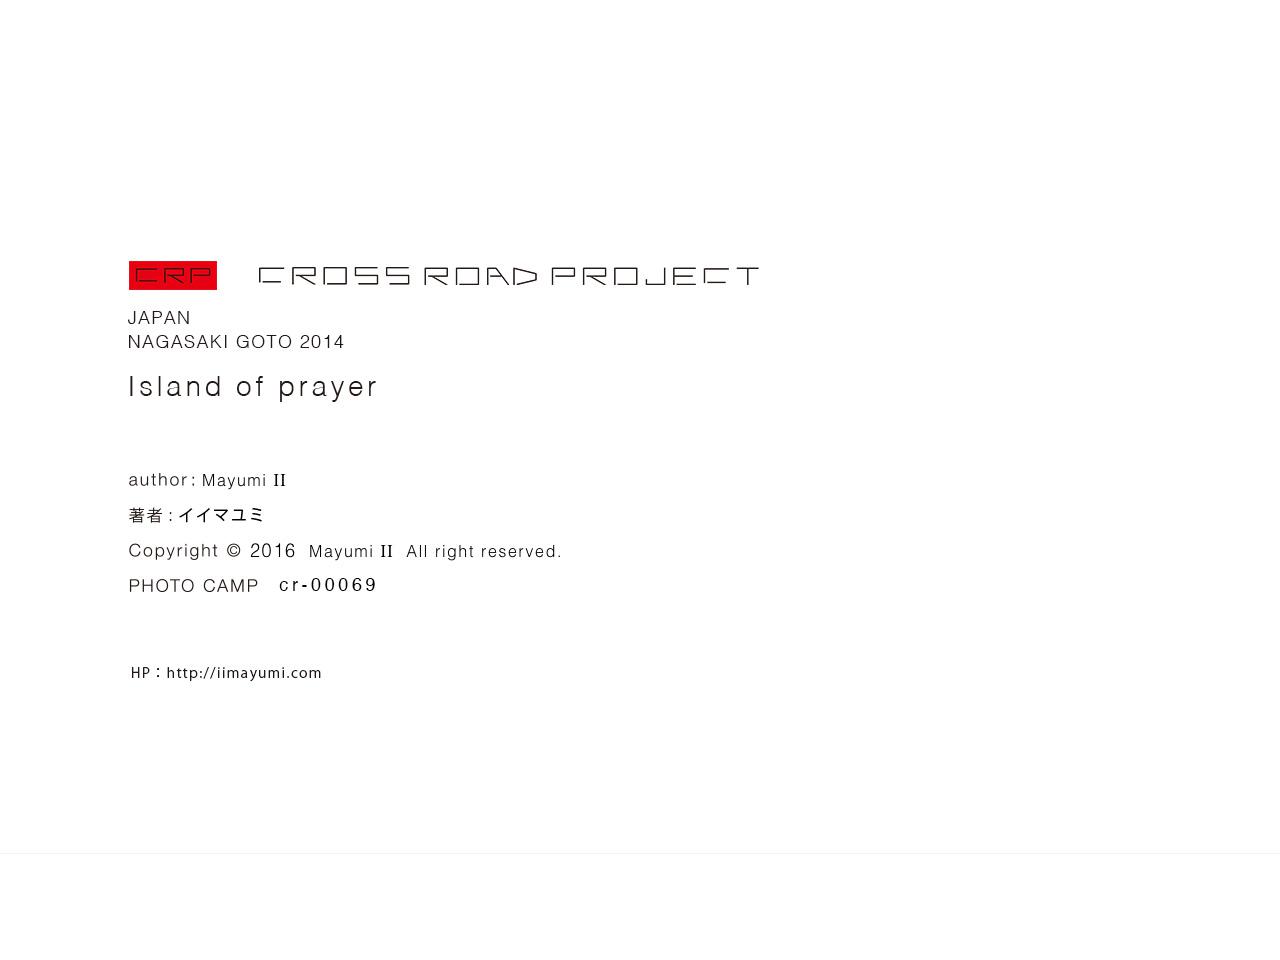 CRP CROSS ROAD PROJECT
JAPAN
NAGASAKI GOTO 2014
Island of prayer
author : Mayumi II
著者 : イイマユミ
Copyright © 2016 Mayumi II All right reserved.
PHOTO CAMP cr-00069
HP：http://iimayumi.com